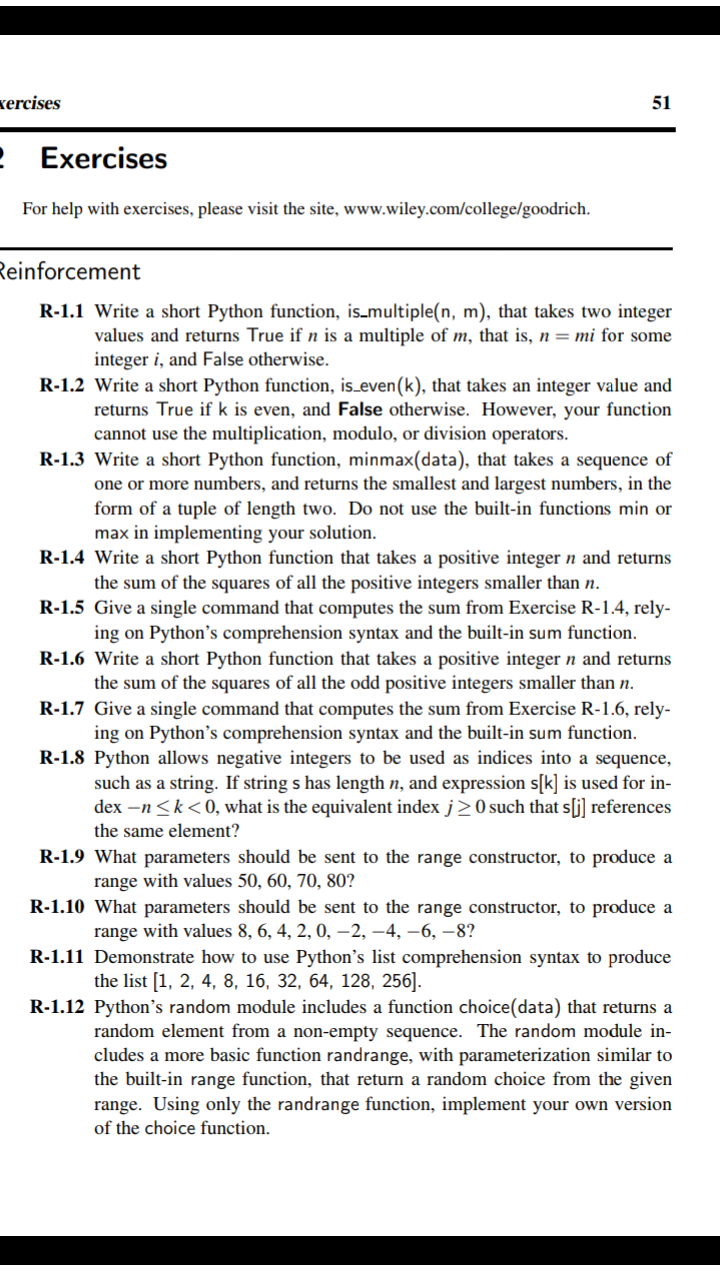 xercises 51
2 Exercises
For help with exercises, please visit the site, www.wiley.com/college/goodrich.
Reinforcement
R-1.1 Write a short Python function, is_multiple(n, m), that takes two integer
values and returns True if n is a multiple of m, that is, n = mi for some
integer i, and False otherwise.
R-1.2 Write a short Python function, is_even(k), that takes an integer value and
returns True if k is even, and False otherwise. However, your function
cannot use the multiplication, modulo, or division operators.
R-1.3 Write a short Python function, minmax(data), that takes a sequence of
one or more numbers, and returns the smallest and largest numbers, in the
form of a tuple of length two. Do not use the built-in functions min or
max in implementing your solution.
R-1.4 Write a short Python function that takes a positive integer n and returns
the sum of the squares of all the positive integers smaller than n.
R-1.5 Give a single command that computes the sum from Exercise R-1.4, rely-
ing on Python's comprehension syntax and the built-in sum function.
R-1.6 Write a short Python function that takes a positive integer n and returns
the sum of the squares of all the odd positive integers smaller than n.
R-1.7 Give a single command that computes the sum from Exercise R-1.6, rely-
ing on Python's comprehension syntax and the built-in sum function.
R-1.8 Python allows negative integers to be used as indices into a sequence,
such as a string. If string s has length n, and expression s[k] is used for in-
dex −n ≤ k < 0, what is the equivalent index j ≥ 0 such that s[j] references
the same element?
R-1.9 What parameters should be sent to the range constructor, to produce a
range with values 50, 60, 70, 80?
R-1.10 What parameters should be sent to the range constructor, to produce a
range with values 8, 6, 4, 2, 0, −2, −4, −6, −8?
R-1.11 Demonstrate how to use Python's list comprehension syntax to produce
the list [1, 2, 4, 8, 16, 32, 64, 128, 256].
R-1.12 Python's random module includes a function choice(data) that returns a
random element from a non-empty sequence. The random module in-
cludes a more basic function randrange, with parameterization similar to
the built-in range function, that return a random choice from the given
range. Using only the randrange function, implement your own version
of the choice function.